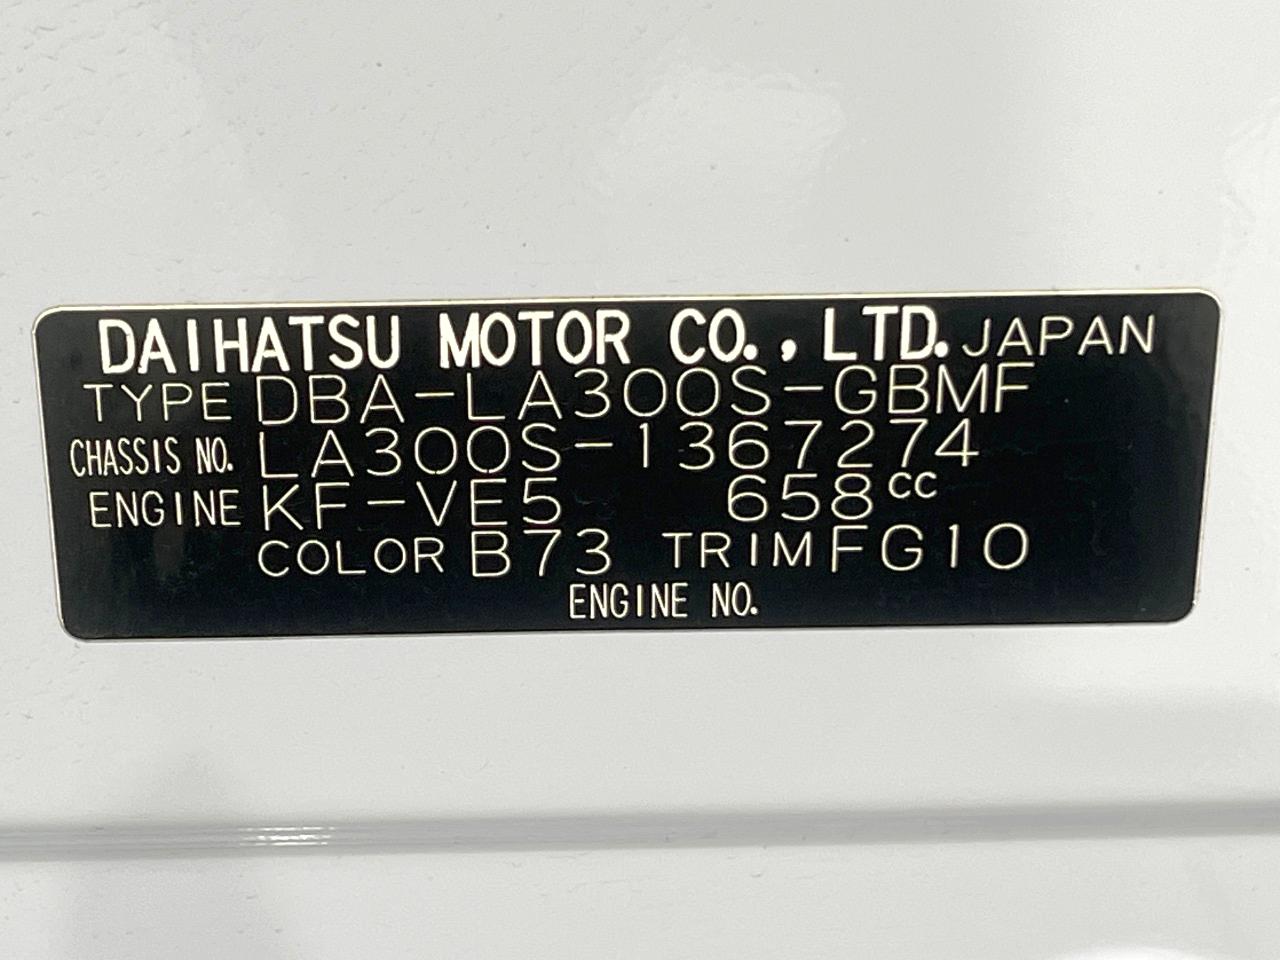 DAIHATSU MOTOR CO., LTD. JAPAN
TYPE DBA-LA300S-GBMF
CHASSIS NO. LA300S-1367274
ENGINE KF-VE5 658cc
COLOR B73 TRIM FG10
ENGINE NO.